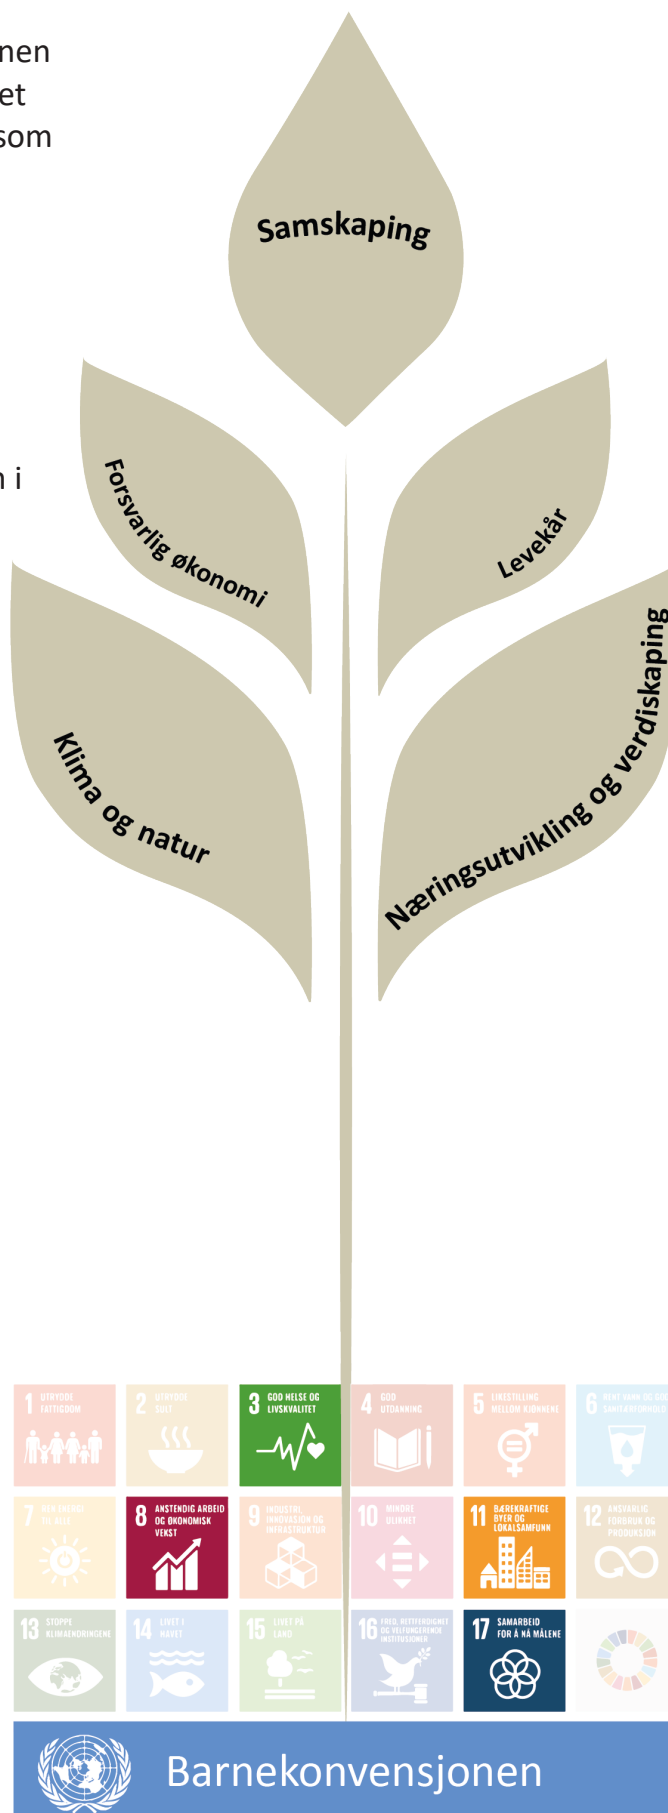 nen
et
som
Samskaping
n i
Forsvarlig økonomi
Levekår
Klima og natur
Næringsutvikling og verdiskaping
1 UTRYDDE
FATTIGDOM
2 UTRYDDE
SULT
3 GOD HELSE OG
LIVSKVALITET
4 GOD
UTDANNING
5 LIKESTILLING
MELLOM KJØNNENE
6 RENT VANN OG GODE
SANITÆRFORHOLD
7 REN ENERGI
TIL ALLE
8 ANSTENDIG ARBEID
OG ØKONOMISK
VEKST
9 INDUSTRI,
INNOVASJON OG
INFRASTRUKTUR
10 MINDRE
ULIKHET
11 BÆREKRAFTIGE
BYER OG
LOKALSAMFUNN
12 ANSVARLIG
FORBRUK OG
PRODUKSJON
13 STOPPE
KLIMAENDRINGENE
14 LIVET I
HAVET
15 LIVET PÅ
LAND
16 FRED, RETTFERDIGHET
OG VELFUNGERENDE
INSTITUSJONER
17 SAMARBEID
FOR Å NÅ MÅLENE
Barnekonvensjonen